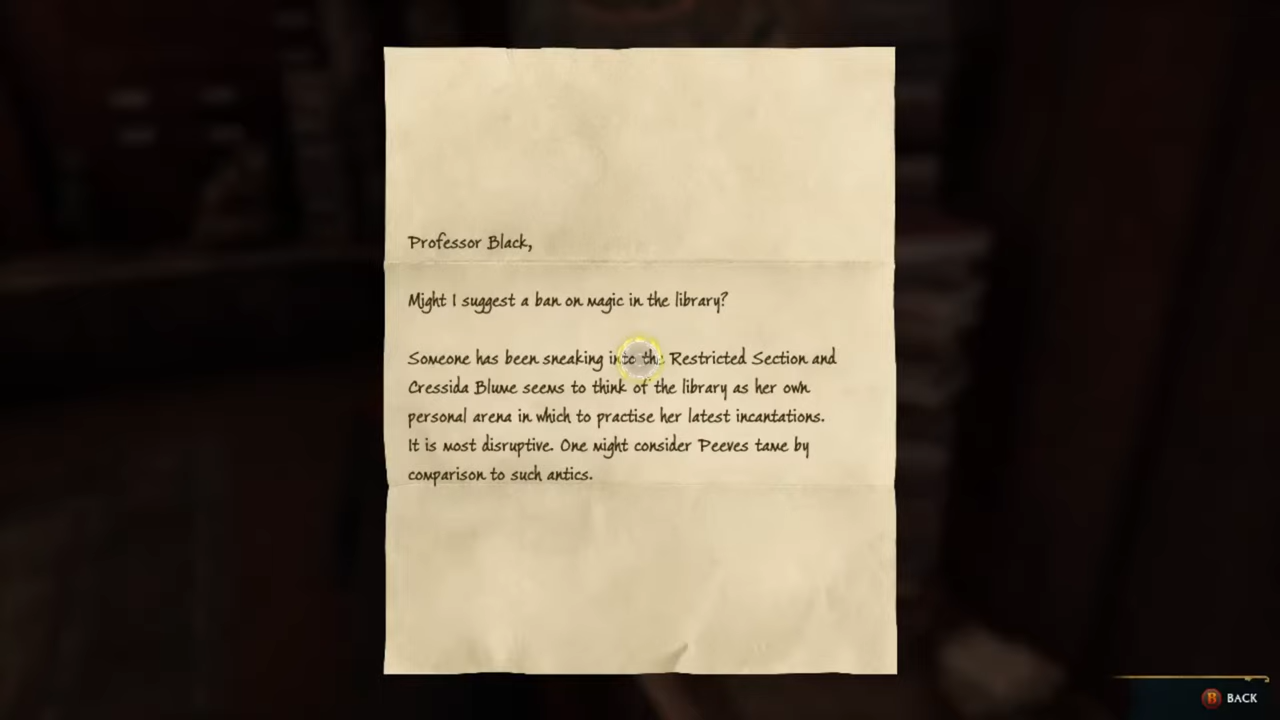 Professor Black,
Might I suggest a ban on magic in the library?
Someone has been sneaking into the Restricted Section and
Cressida Blume seems to think of the library as her own
personal arena in which to practise her latest incantations.
It is most disruptive. One might consider Peeves tame by
comparison to such antics.
B BACK